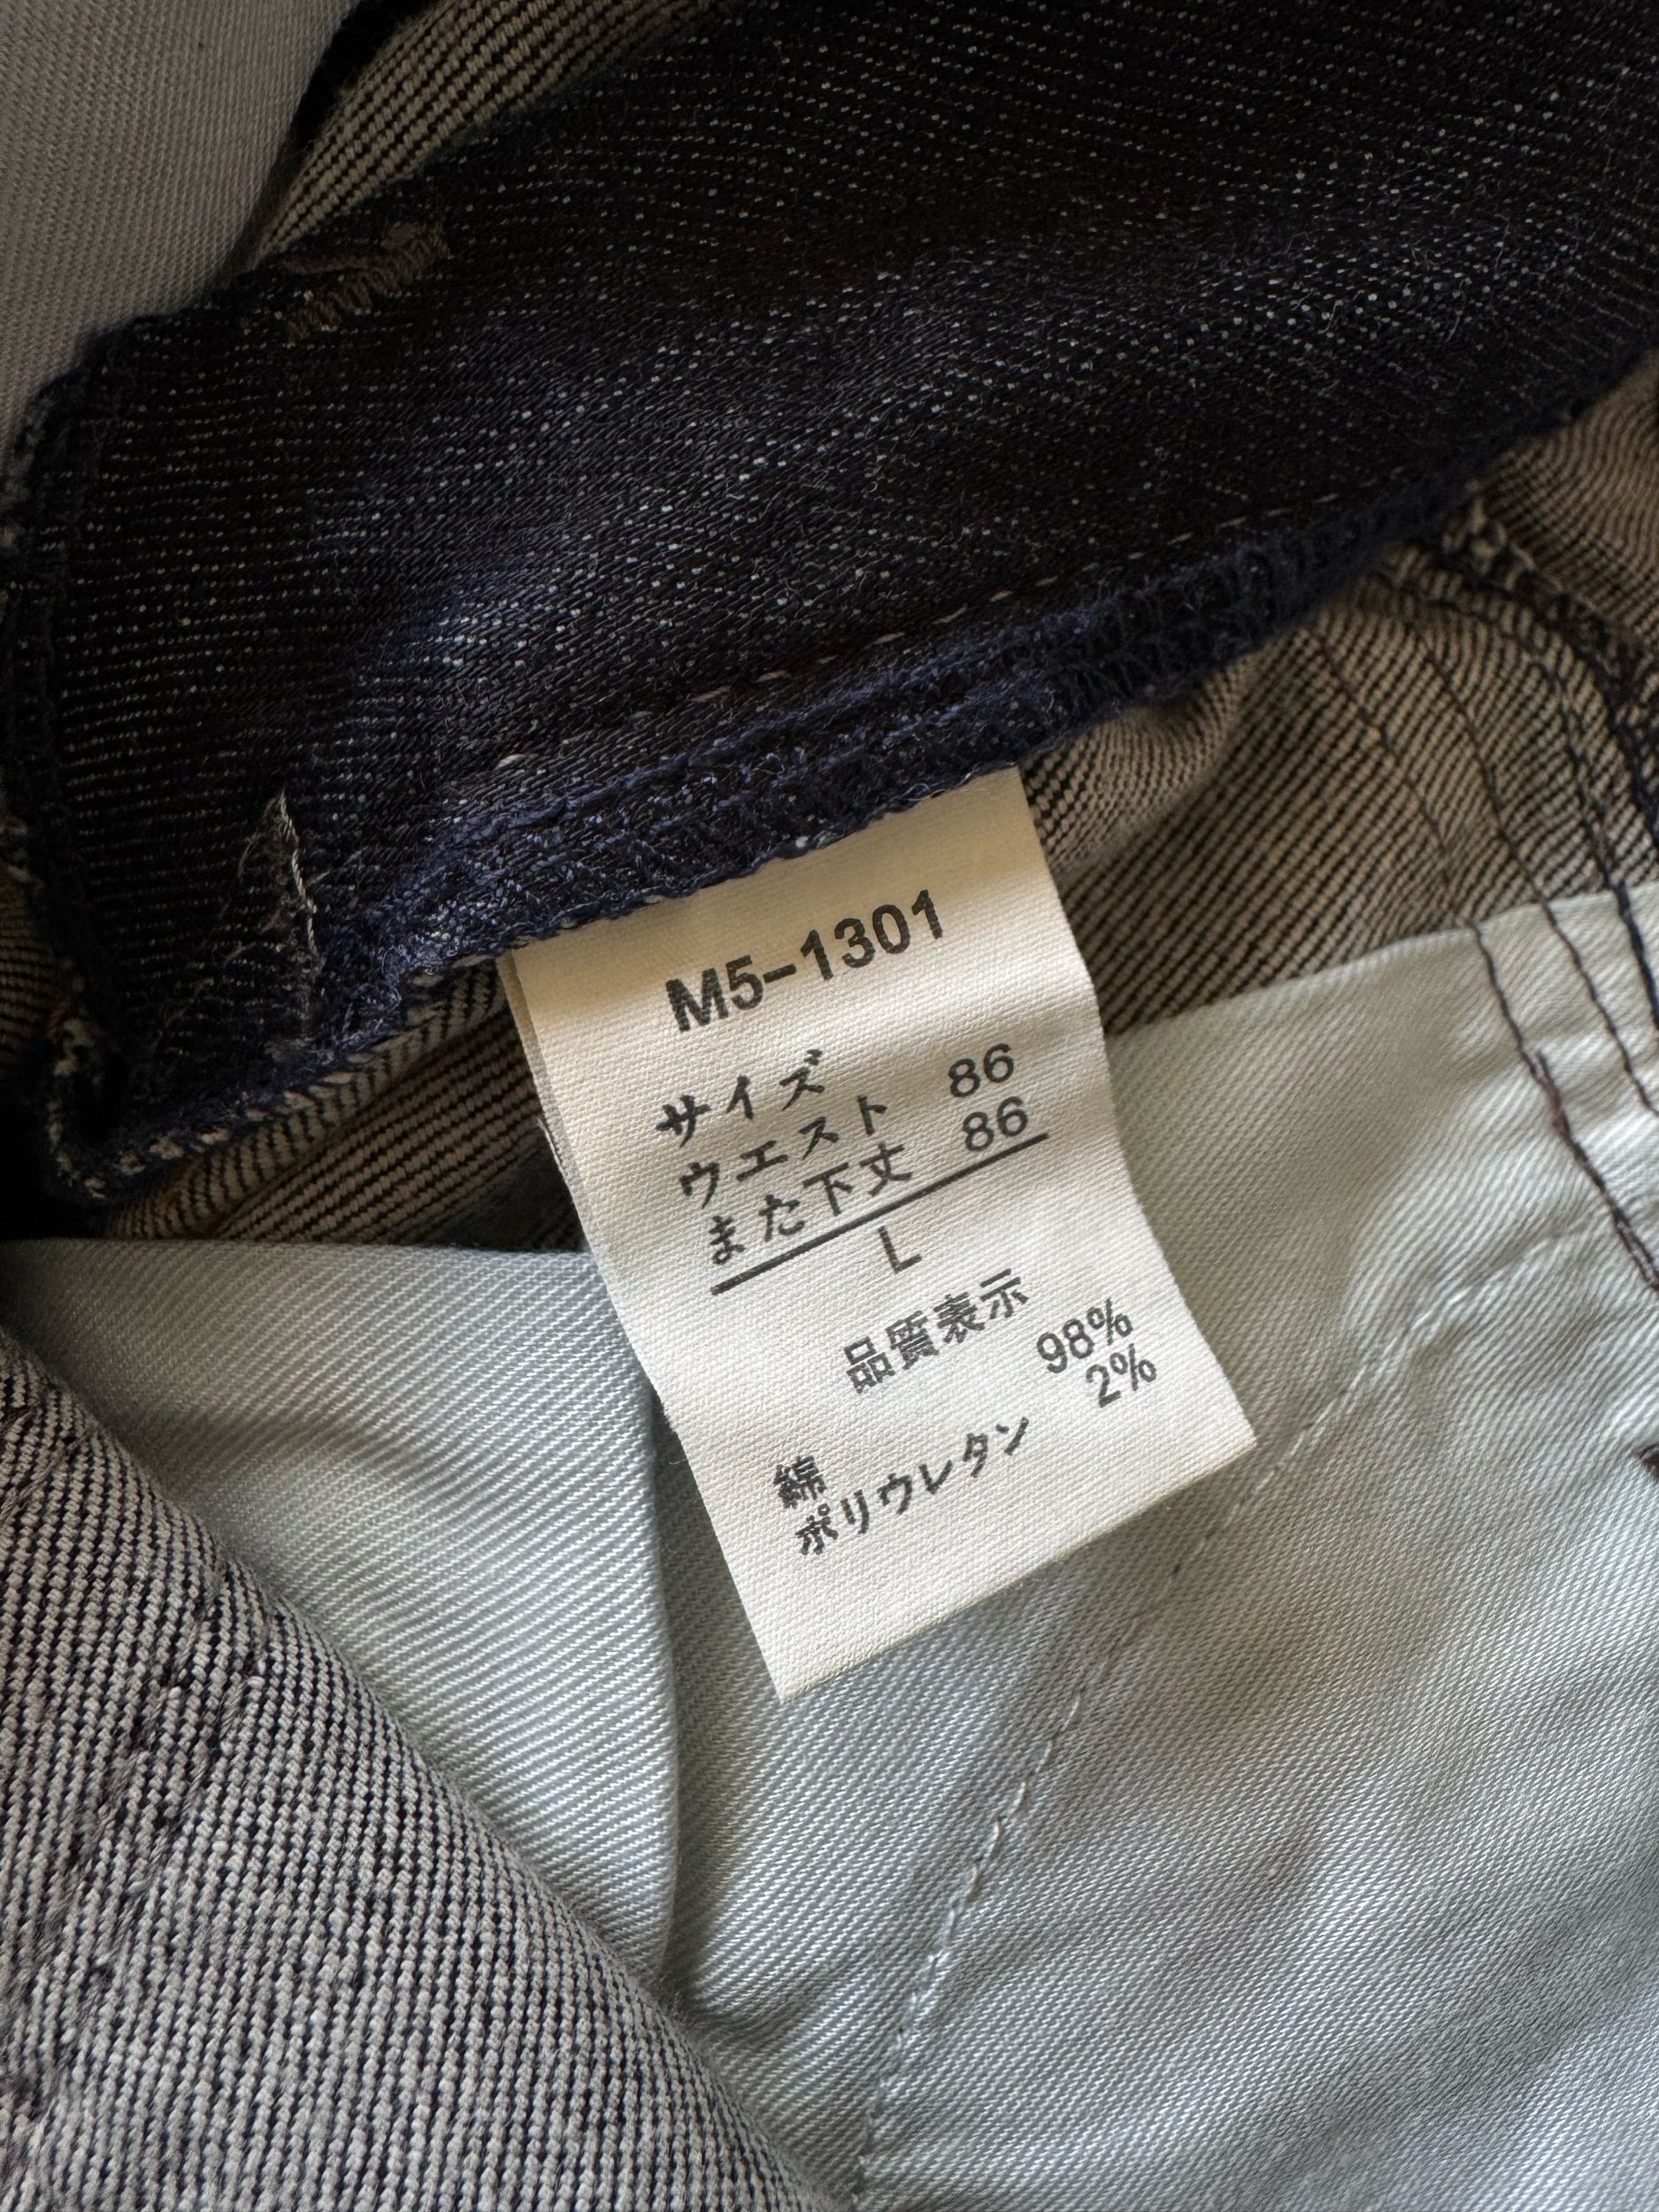 M5-1301
サイズ
ウエスト 86
また下丈 86
L
品質表示
綿 98%
ポリウレタン 2%